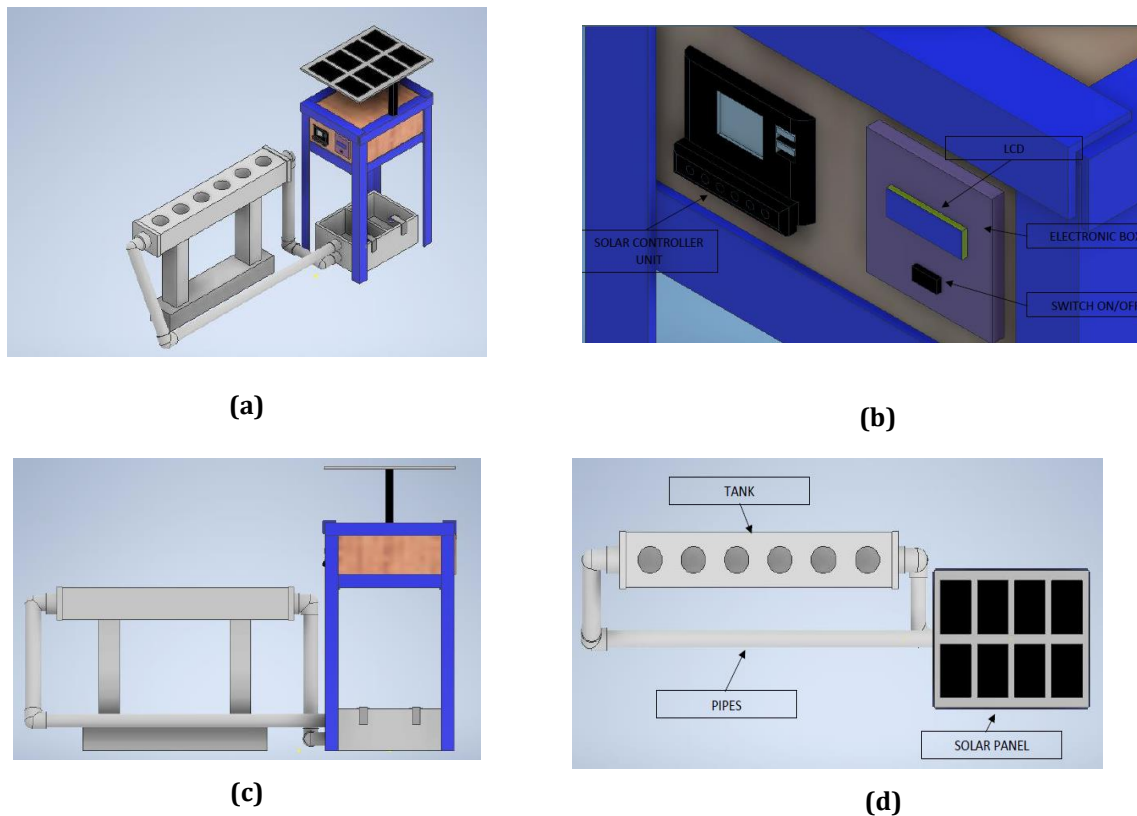 LCD
ELECTRONIC BOX
SOLAR CONTROLLER
UNIT
SWITCH ON/OFF
(a)
(b)
TANK
PIPES
SOLAR PANEL
(c)
(d)